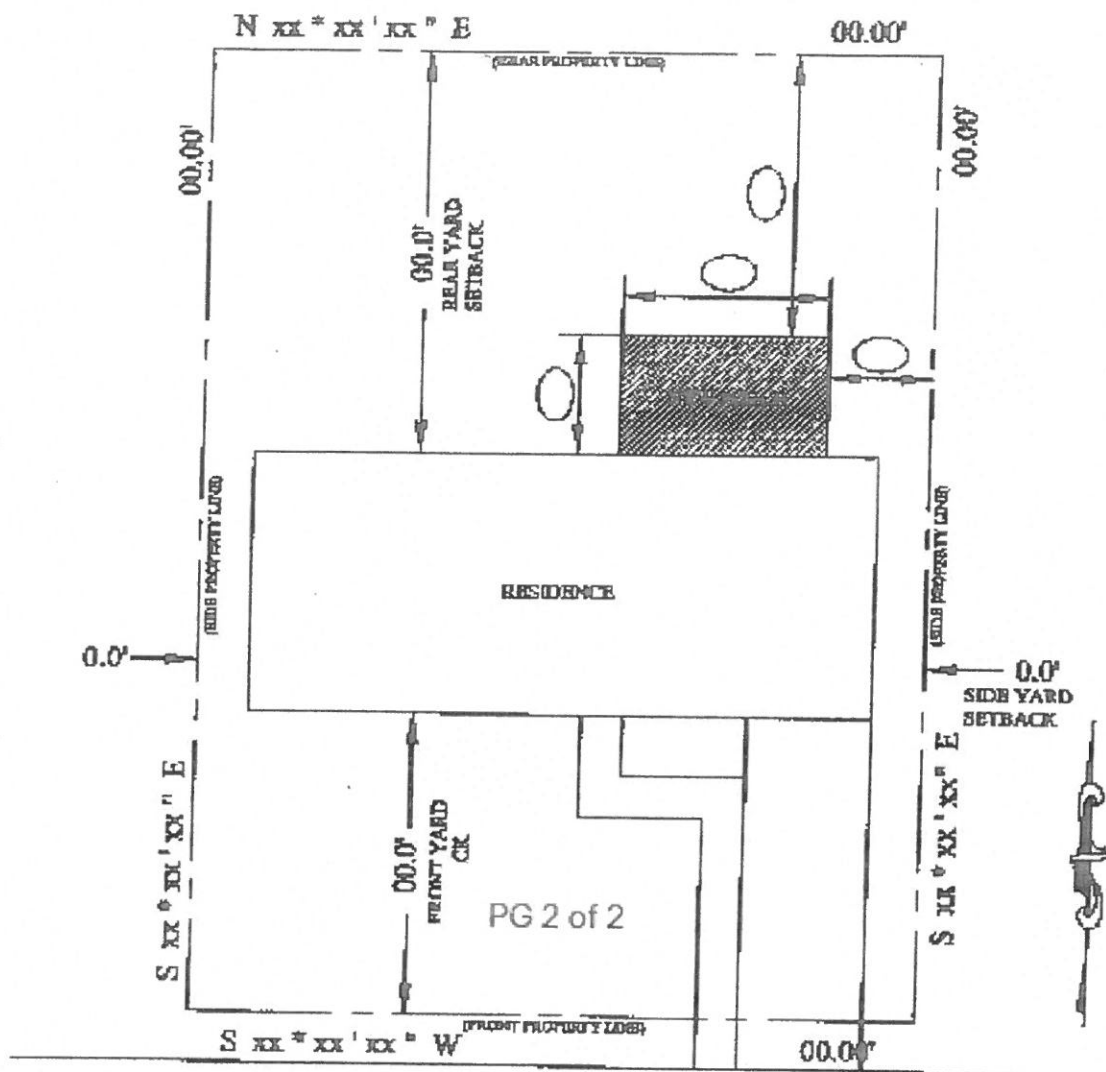 N xx * xx ' xx " E
00.00'
(REAR PROPERTY LINE)
00.00'
00.00'
00.0'
REAR YARD
SETBACK
(SIDE PROPERTY LINE)
(SIDE PROPERTY LINE)
RESIDENCE
0.0'
0.0'
SIDE YARD
SETBACK
S xx * xx ' xx " E
S xx * xx ' xx " E
00.0'
FRONT YARD
CK
PG 2 of 2
(FRONT PROPERTY LINE)
S xx * xx ' xx " W
00.00'